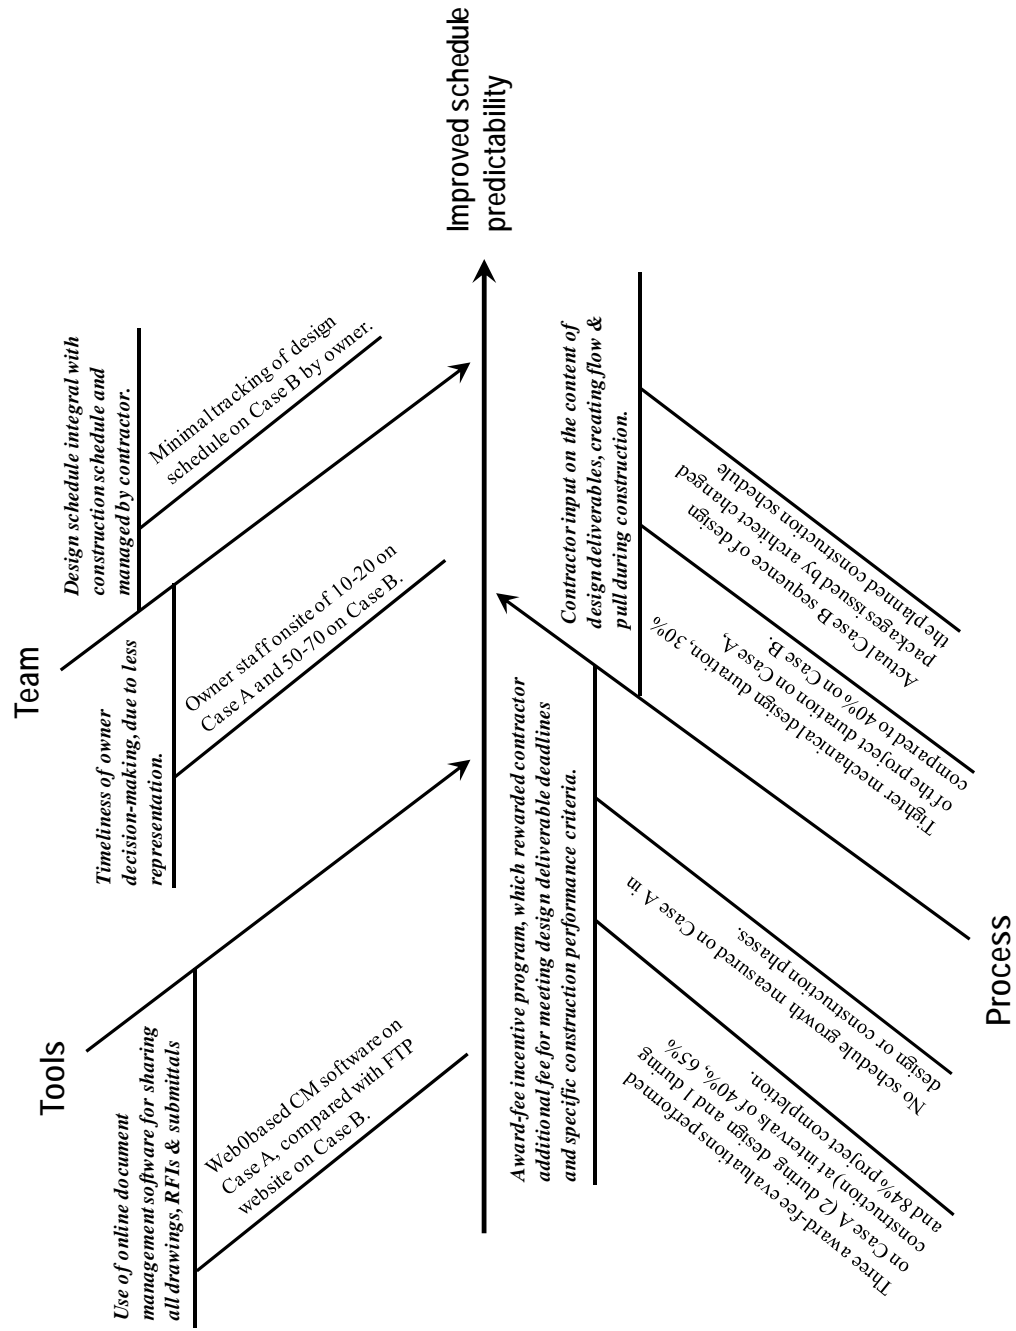 Tools
Use of online document
management software for sharing
all drawings, RFIs & submittals
Web0based CM software on
Case A, compared with FTP
website on Case B.
Team
Timeliness of owner
decision-making, due to less
representation.
Owner staff onsite of 10-20 on
Case A and 50-70 on Case B.
Design schedule integral with
construction schedule and
managed by contractor.
Minimal tracking of design
schedule on Case B by owner.
Improved schedule
predictability
Award-fee incentive program, which rewarded contractor
additional fee for meeting design deliverable deadlines
and specific construction performance criteria.
Three award-fee evaluations performed
on Case A (2 during design and 1 during
construction) at intervals of 40%, 65%
and 84% project completion.
No schedule growth measured on Case A in
design or construction phases.
Contractor input on the content of
design deliverables, creating flow &
pull during construction.
Tighter mechanical design duration, 30%
of the project duration on Case A,
compared to 40% on Case B.
Actual Case B sequence of design
packages issued by architect changed
the planned construction schedule
Process